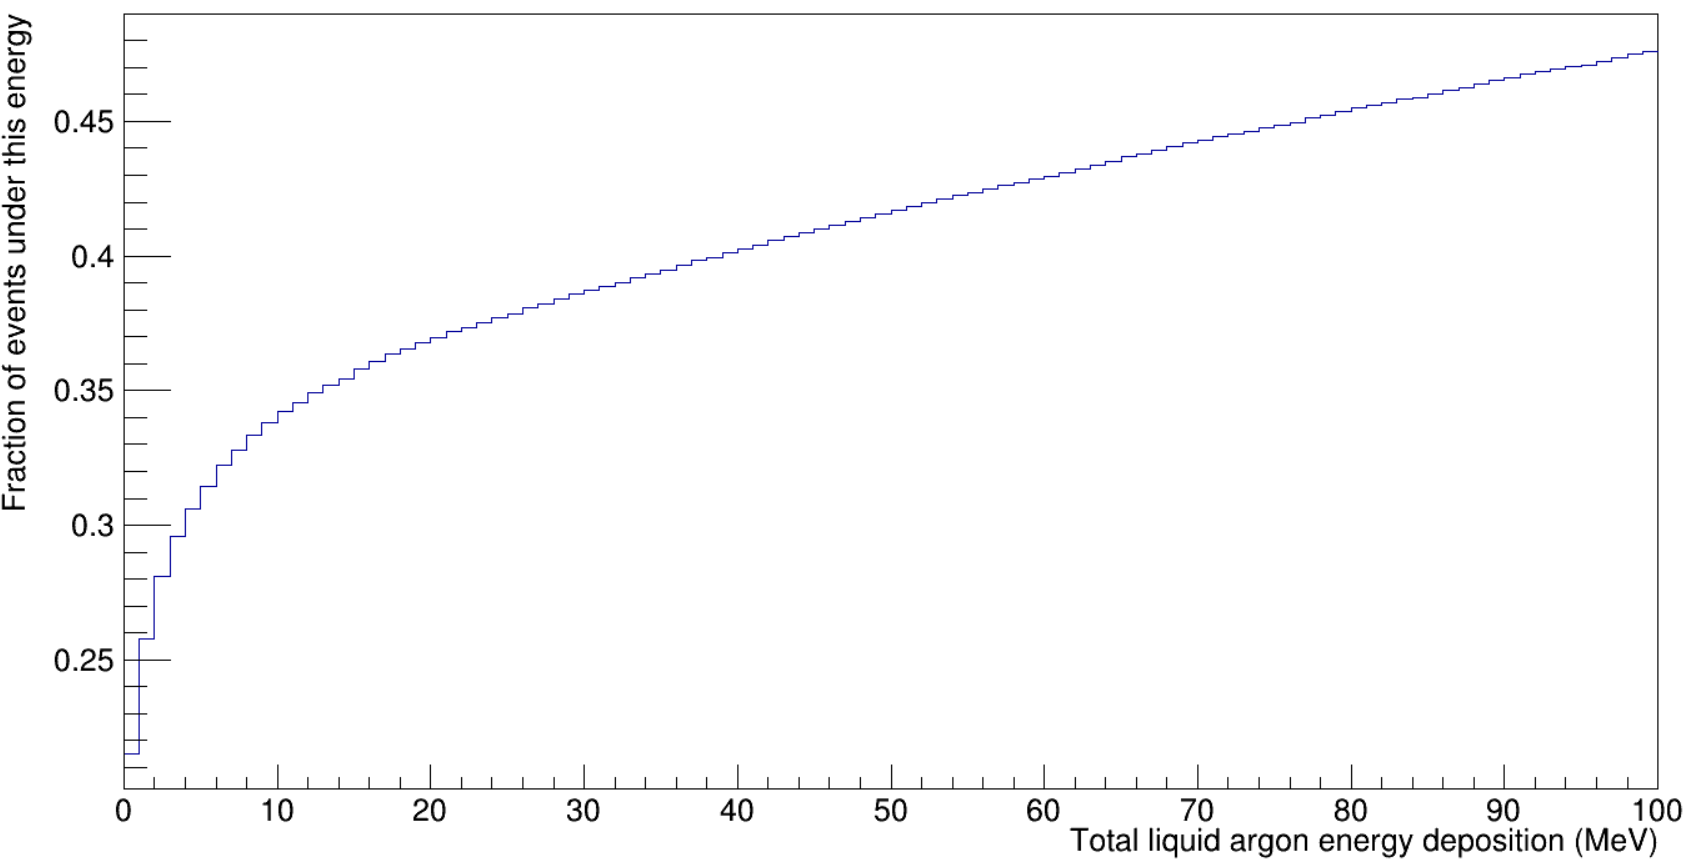 Fraction of events under this energy
0.45
0.4
0.35
0.3
0.25
0 10 20 30 40 50 60 70 80 90 100
Total liquid argon energy deposition (MeV)